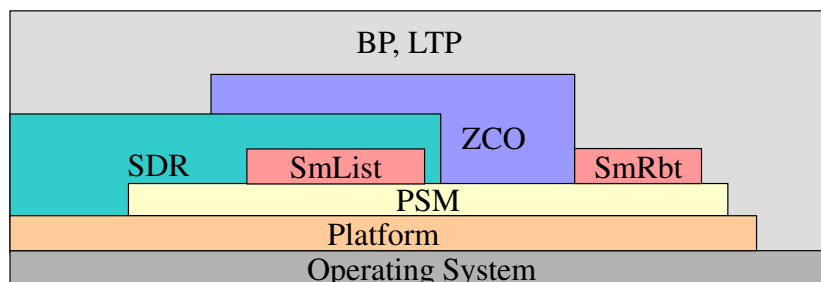 BP, LTP
ZCO
SDR
SmList
SmRbt
PSM
Platform
Operating System